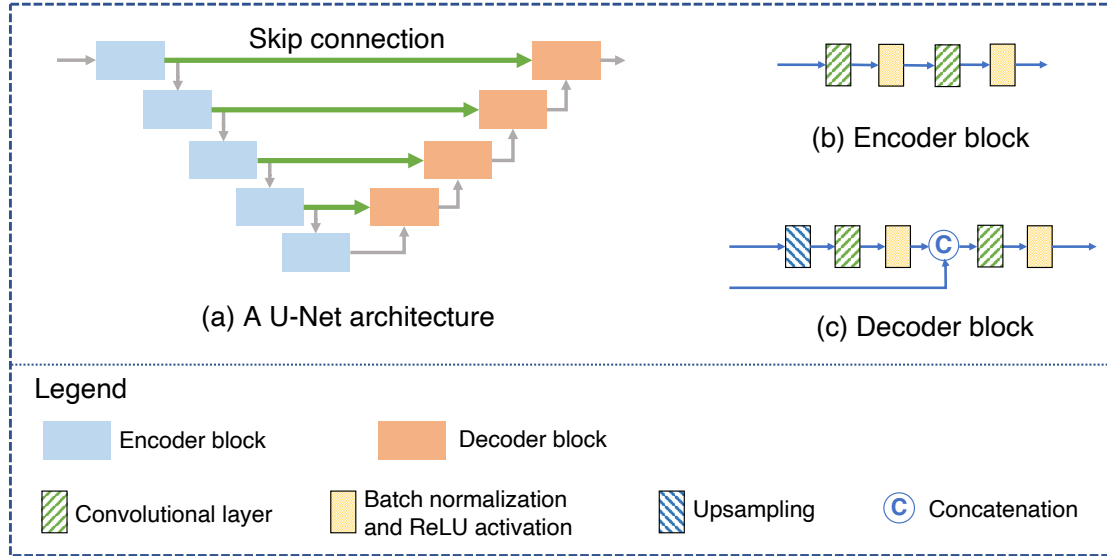 Skip connection
(a) A U-Net architecture
(b) Encoder block
C
(c) Decoder block
Legend
Encoder block
Decoder block
Convolutional layer
Batch normalization
and ReLU activation
Upsampling
C
Concatenation